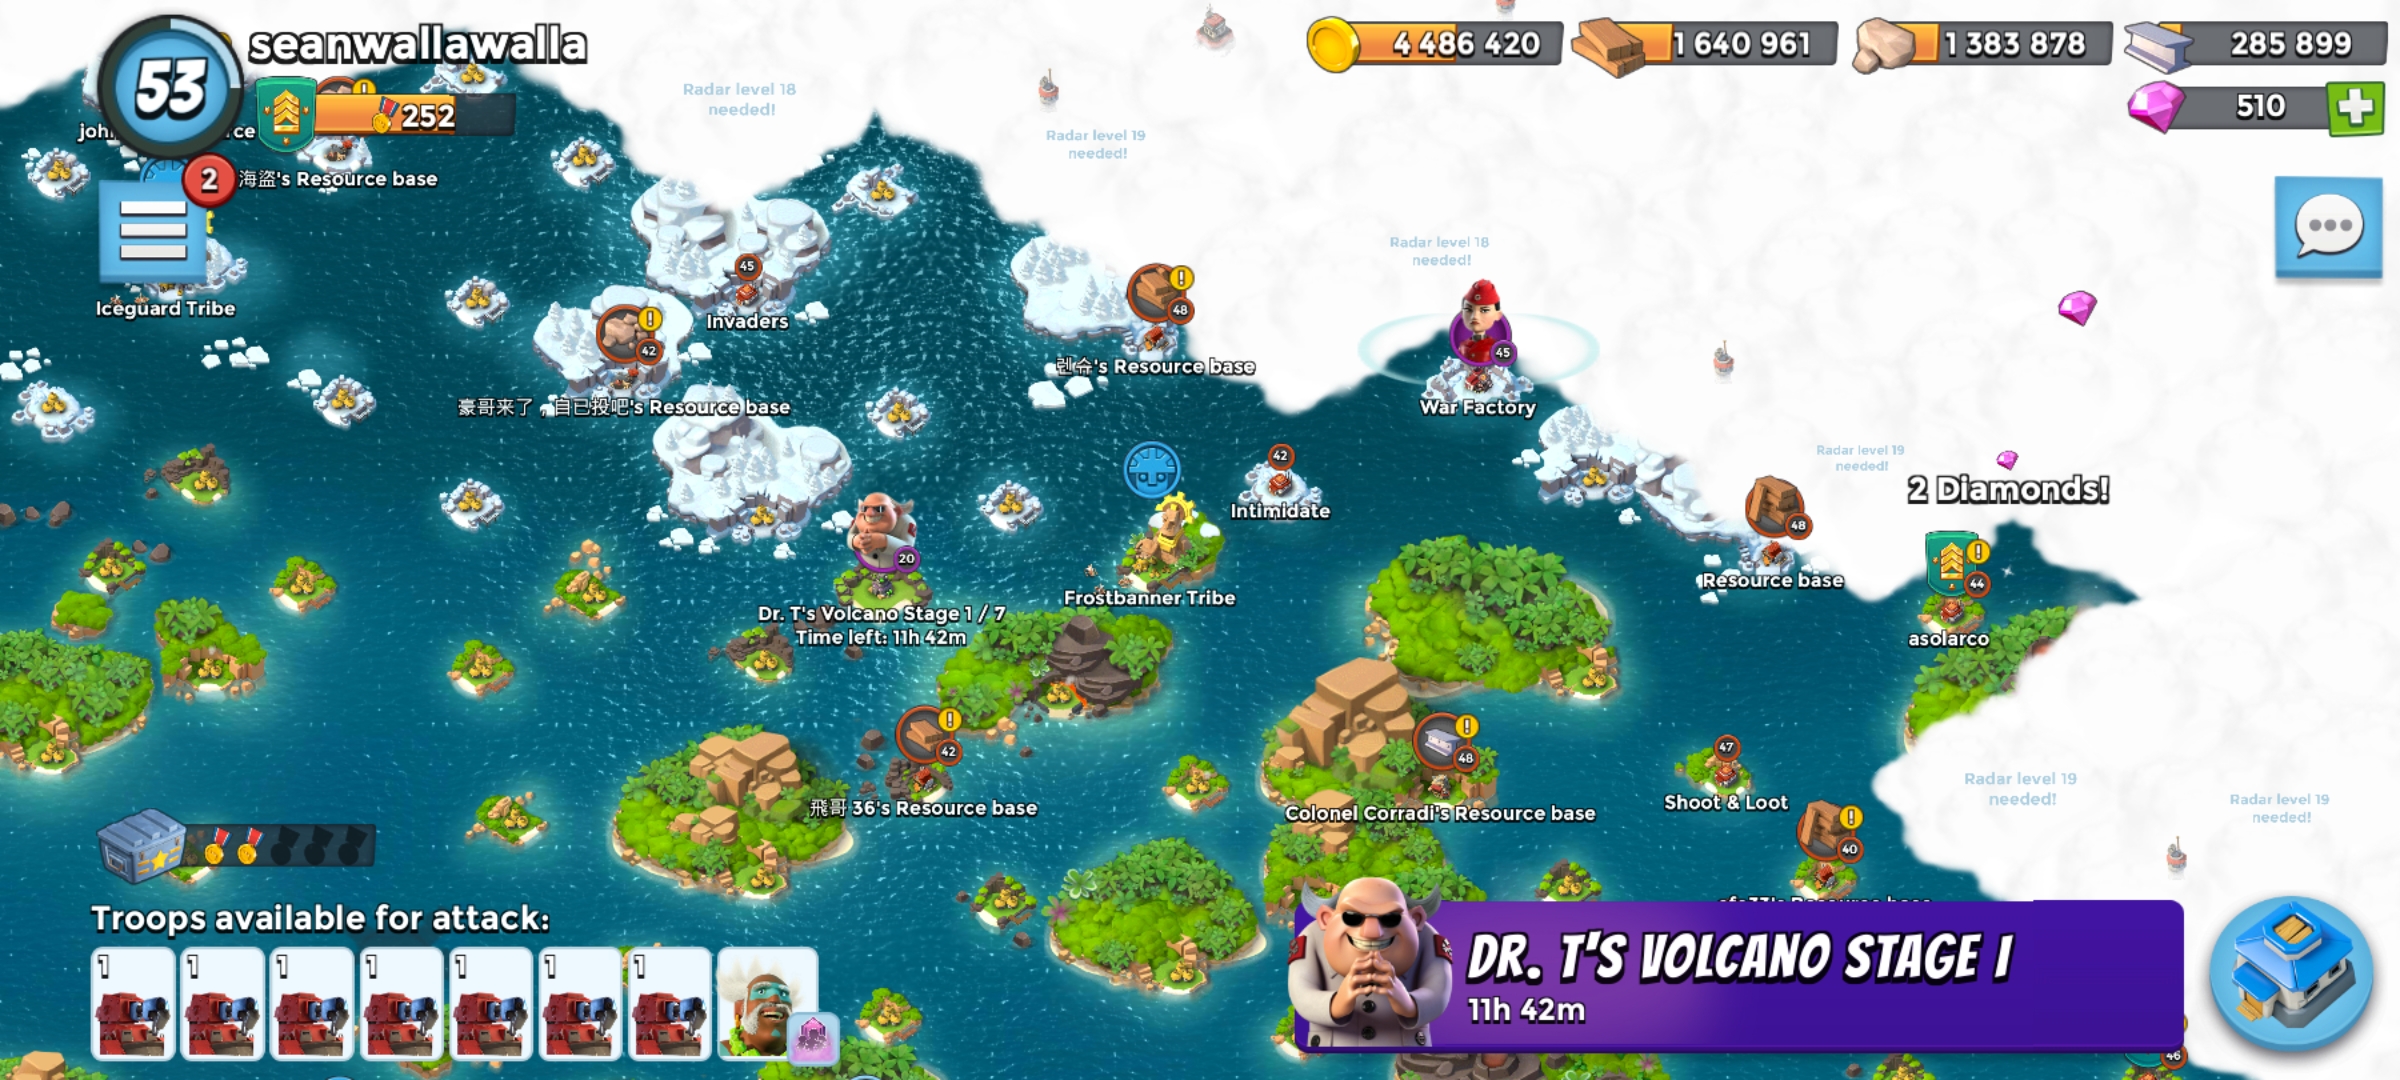 53
seanwallawalla
252
4 486 420
1 640 961
1 383 878
285 899
510
2
海盜's Resource base
Radar level 18
needed!
Radar level 19
needed!
Radar level 18
needed!
Iceguard Tribe
45
Invaders
42
豪哥来了，自已投吧's Resource base
48
렌슈's Resource base
45
War Factory
42
Intimidate
Radar level 19
needed!
2 Diamonds!
48
Resource base
44
asolarco
20
Dr. T's Volcano Stage 1 / 7
Time left: 11h 42m
Frostbanner Tribe
42
飛哥 36's Resource base
48
Colonel Corradi's Resource base
47
Shoot & Loot
40
Radar level 19
needed!
Radar level 19
needed!
Troops available for attack:
1
1
1
1
1
1
1
DR. T'S VOLCANO STAGE I
11h 42m
46